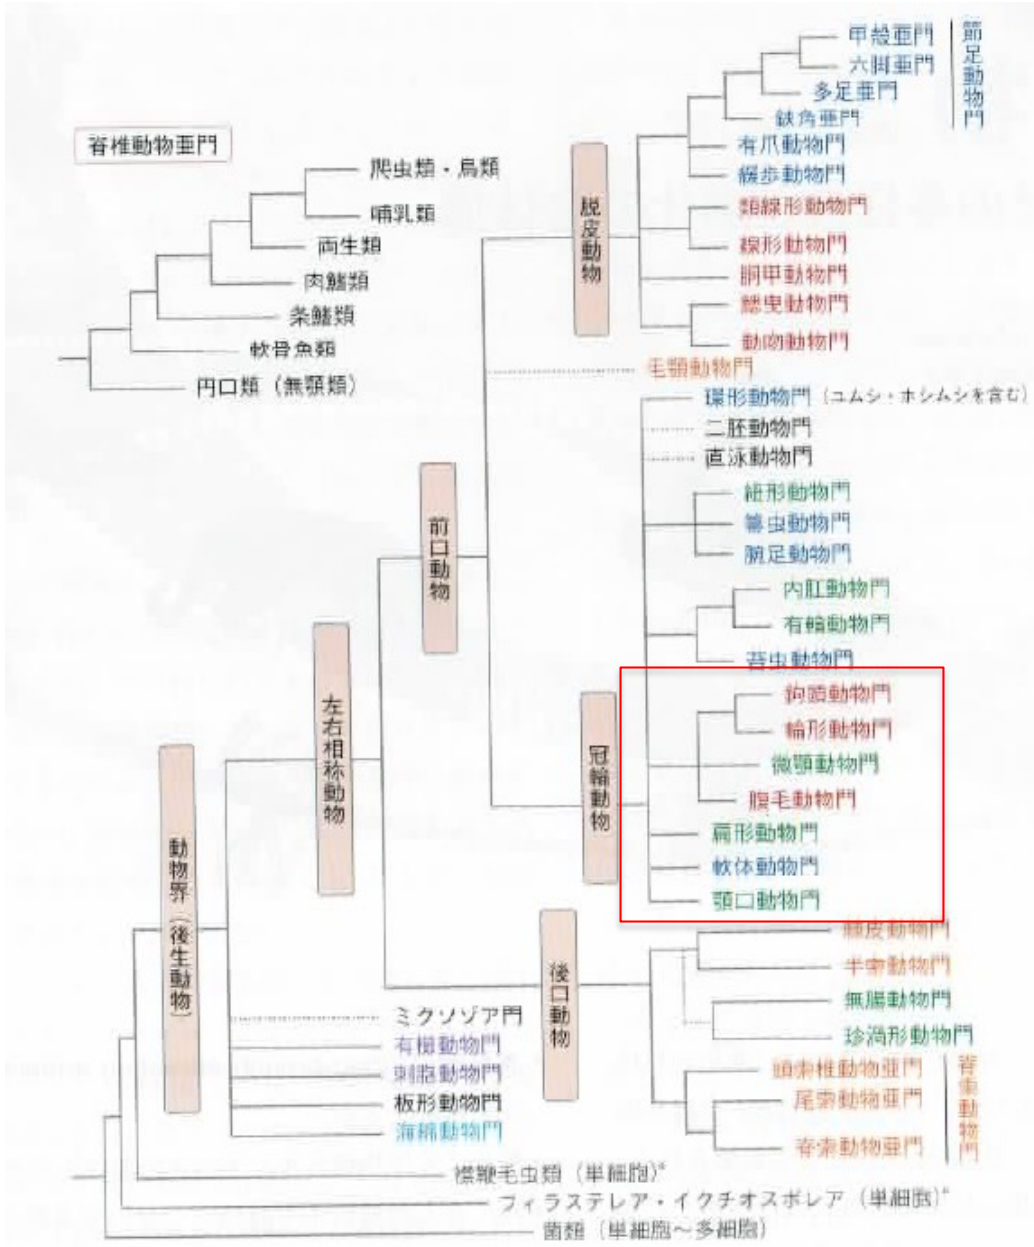 脊椎動物亜門
爬虫類・鳥類
哺乳類
両生類
肉鰭類
条鰭類
軟骨魚類
円口類（無顎類）
甲殻亜門
六脚亜門
多足亜門
鋏角亜門
節足動物門
有爪動物門
緩歩動物門
類線形動物門
線形動物門
胴甲動物門
鰓曳動物門
動吻動物門
脱皮動物
毛顎動物門
環形動物門（ユムシ・ホシムシを含む）
二胚動物門
直泳動物門
紐形動物門
箒虫動物門
腕足動物門
内肛動物門
有輪動物門
苔虫動物門
鉤頭動物門
輪形動物門
微顎動物門
腹毛動物門
扁形動物門
軟体動物門
顎口動物門
冠輪動物
前口動物
左右相称動物
動物界（後生動物）
後口動物
棘皮動物門
半索動物門
無腸動物門
珍渦形動物門
頭索椎動物亜門
尾索動物亜門
脊索動物亜門
脊索動物門
ミクソゾア門
有櫛動物門
刺胞動物門
板形動物門
海綿動物門
襟鞭毛虫類（単細胞）*
フィラステレア・イクチオスポレア（単細胞）*
菌類（単細胞～多細胞）